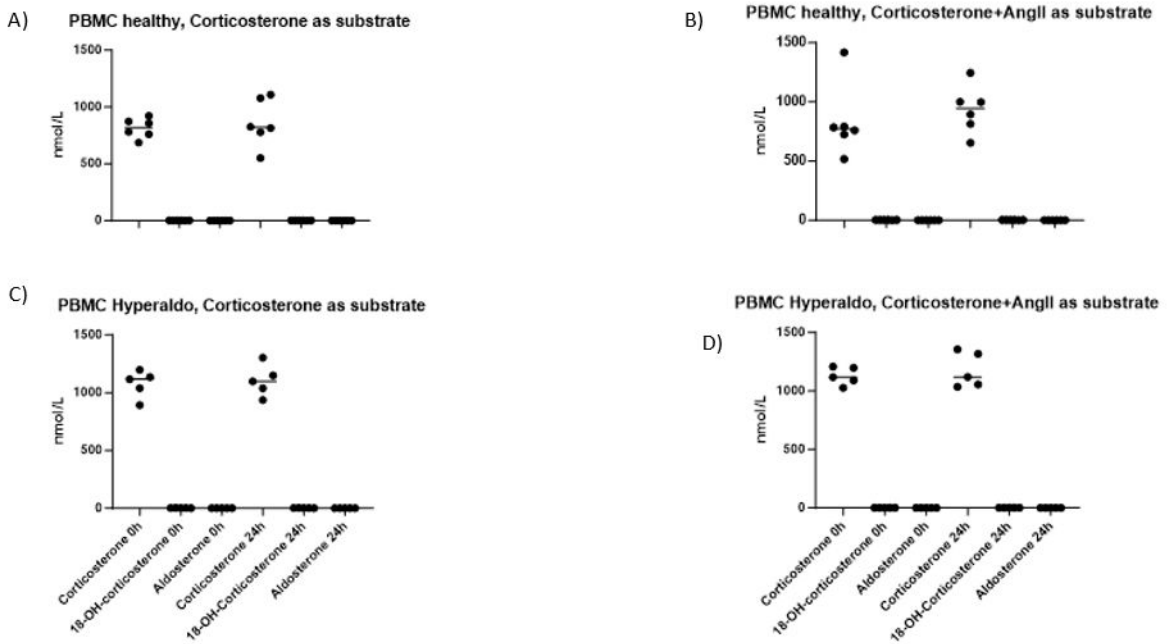 A)
PBMC healthy, Corticosterone as substrate
1500
1000
500
0
nmol/L
B)
PBMC healthy, Corticosterone+AngII as substrate
1500
1000
500
0
nmol/L
C)
PBMC Hyperaldo, Corticosterone as substrate
1500
1000
500
0
nmol/L
Corticosterone 0h
18-OH-corticosterone 0h
Aldosterone 0h
Corticosterone 24h
18-OH-Corticosterone 24h
Aldosterone 24h
D)
PBMC Hyperaldo, Corticosterone+AngII as substrate
1500
1000
500
0
nmol/L
Corticosterone 0h
18-OH-corticosterone 0h
Aldosterone 0h
Corticosterone 24h
18-OH-Corticosterone 24h
Aldosterone 24h